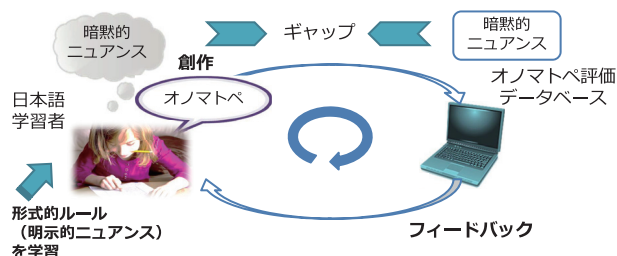 暗黙的
ニュアンス
ギャップ
暗黙的
ニュアンス
創作
オノマトペ
オノマトペ評価
データベース
日本語
学習者
形式的ルール
（明示的ニュアンス）
を学習
フィードバック